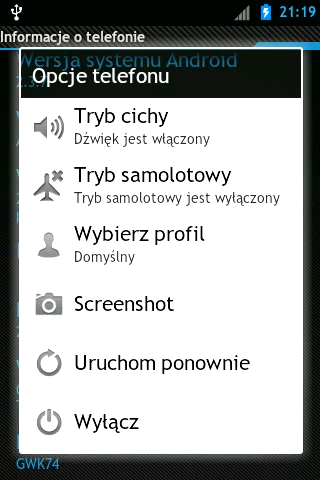 21:19
Informacje o telefonie
Wersja systemu Android
Opcje telefonu
Tryb cichy
Dźwięk jest włączony
Tryb samolotowy
Tryb samolotowy jest wyłączony
Wybierz profil
Domyślny
Screenshot
Uruchom ponownie
Wyłącz
GWK74